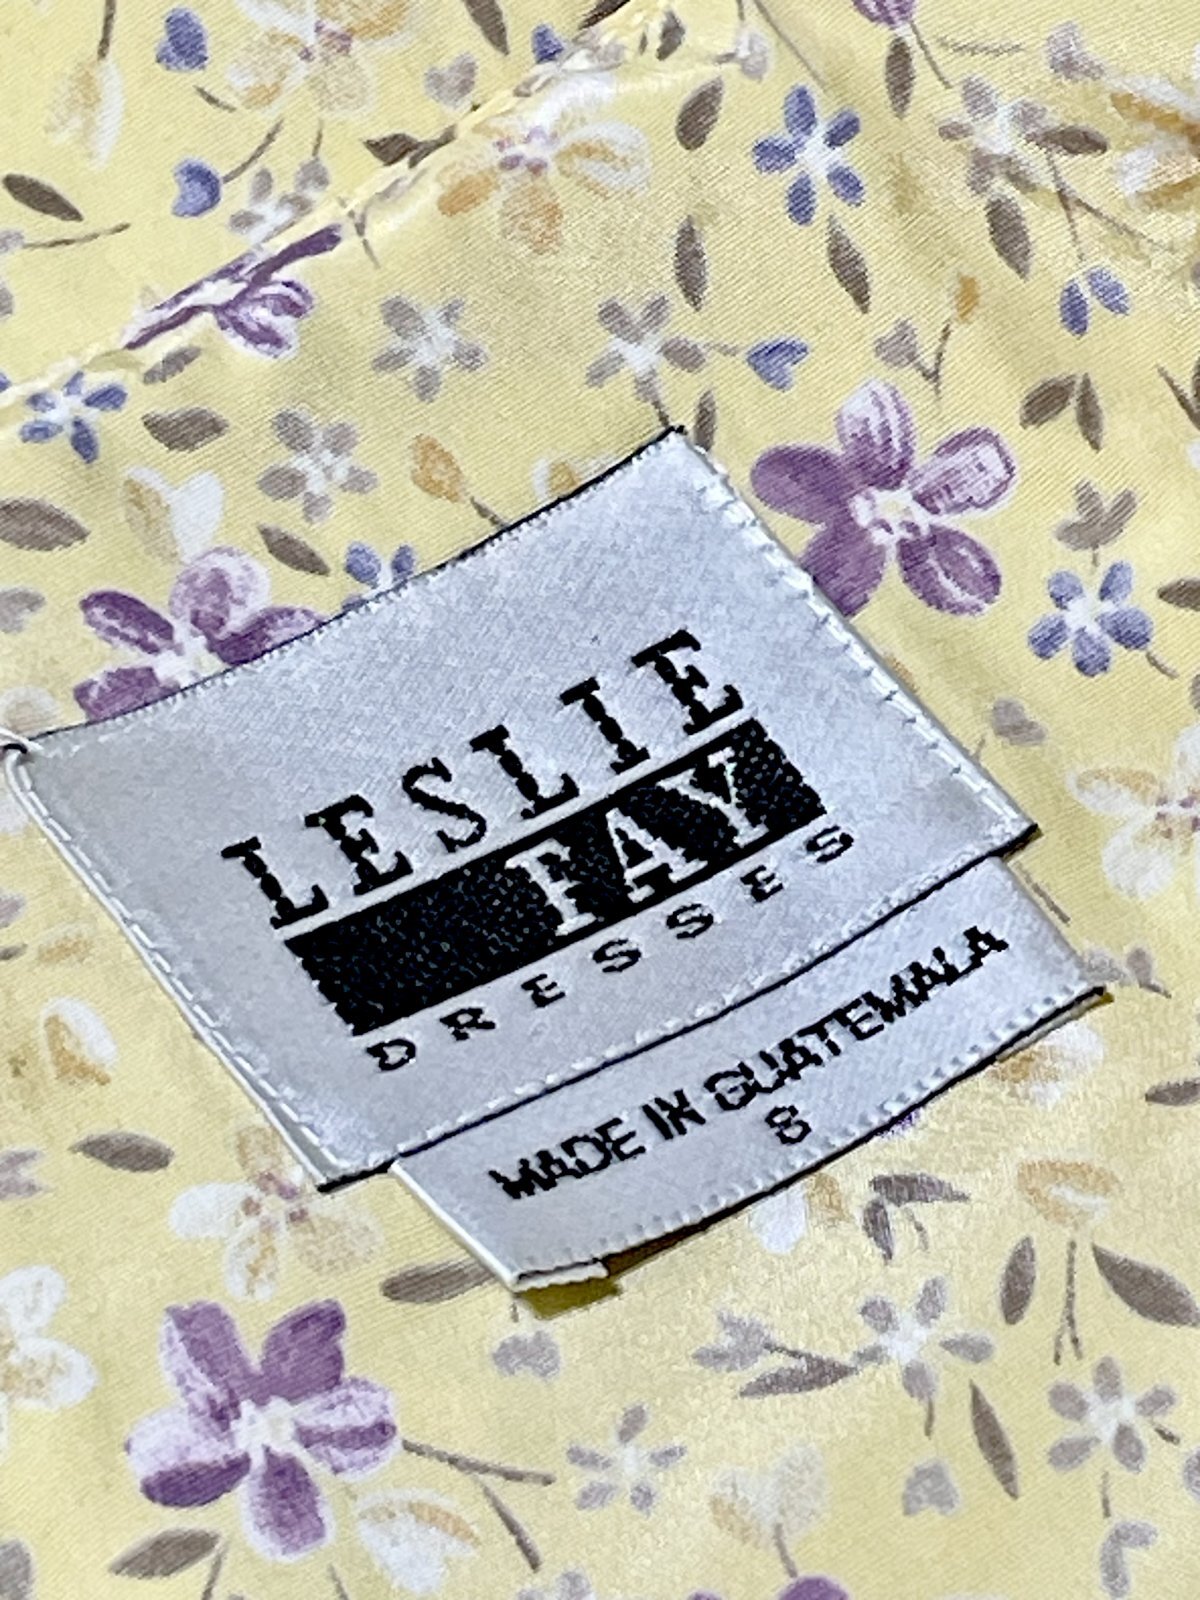 LESLIE
FAY
DRESSES
MADE IN GUATEMALA
8